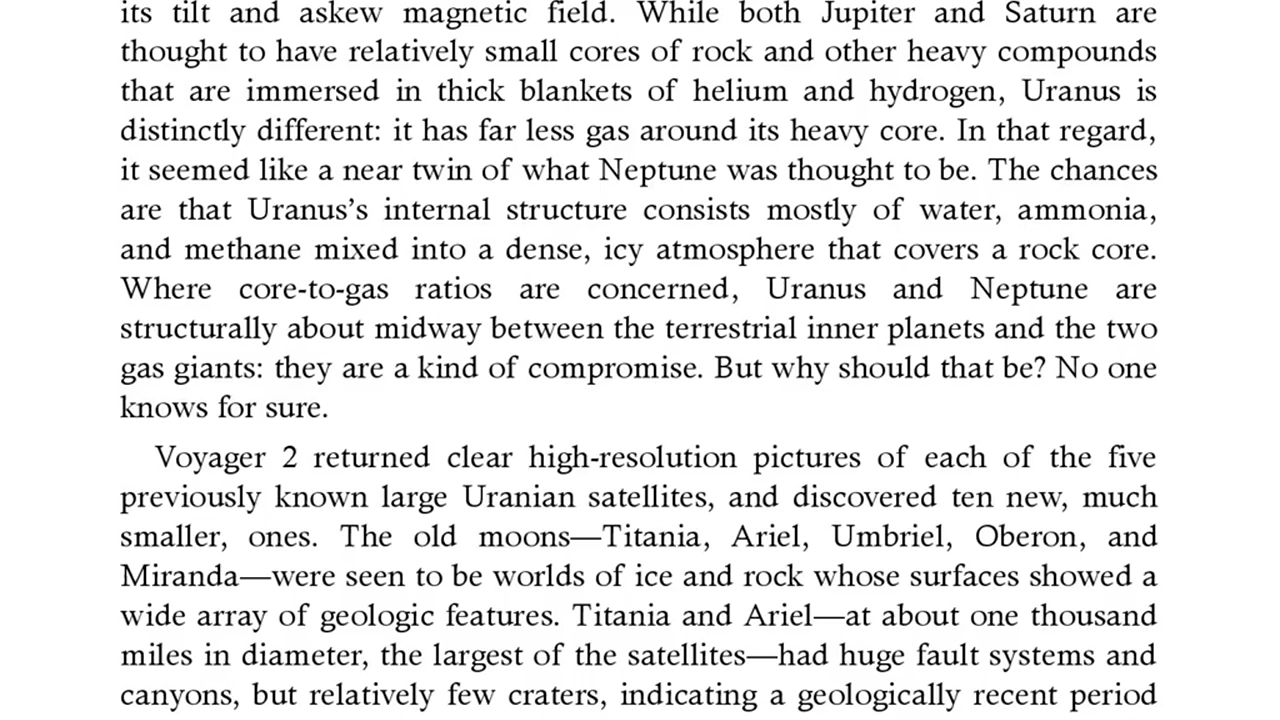 its tilt and askew magnetic field. While both Jupiter and Saturn are
thought to have relatively small cores of rock and other heavy compounds
that are immersed in thick blankets of helium and hydrogen, Uranus is
distinctly different: it has far less gas around its heavy core. In that regard,
it seemed like a near twin of what Neptune was thought to be. The chances
are that Uranus’s internal structure consists mostly of water, ammonia,
and methane mixed into a dense, icy atmosphere that covers a rock core.
Where core-to-gas ratios are concerned, Uranus and Neptune are
structurally about midway between the terrestrial inner planets and the two
gas giants: they are a kind of compromise. But why should that be? No one
knows for sure.
Voyager 2 returned clear high-resolution pictures of each of the five
previously known large Uranian satellites, and discovered ten new, much
smaller, ones. The old moons—Titania, Ariel, Umbriel, Oberon, and
Miranda—were seen to be worlds of ice and rock whose surfaces showed a
wide array of geologic features. Titania and Ariel—at about one thousand
miles in diameter, the largest of the satellites—had huge fault systems and
canyons, but relatively few craters, indicating a geologically recent period